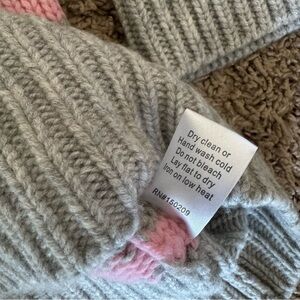 Dry clean or
Hand wash cold
Do not bleach
Lay flat to dry
Iron on low heat
RN#150209